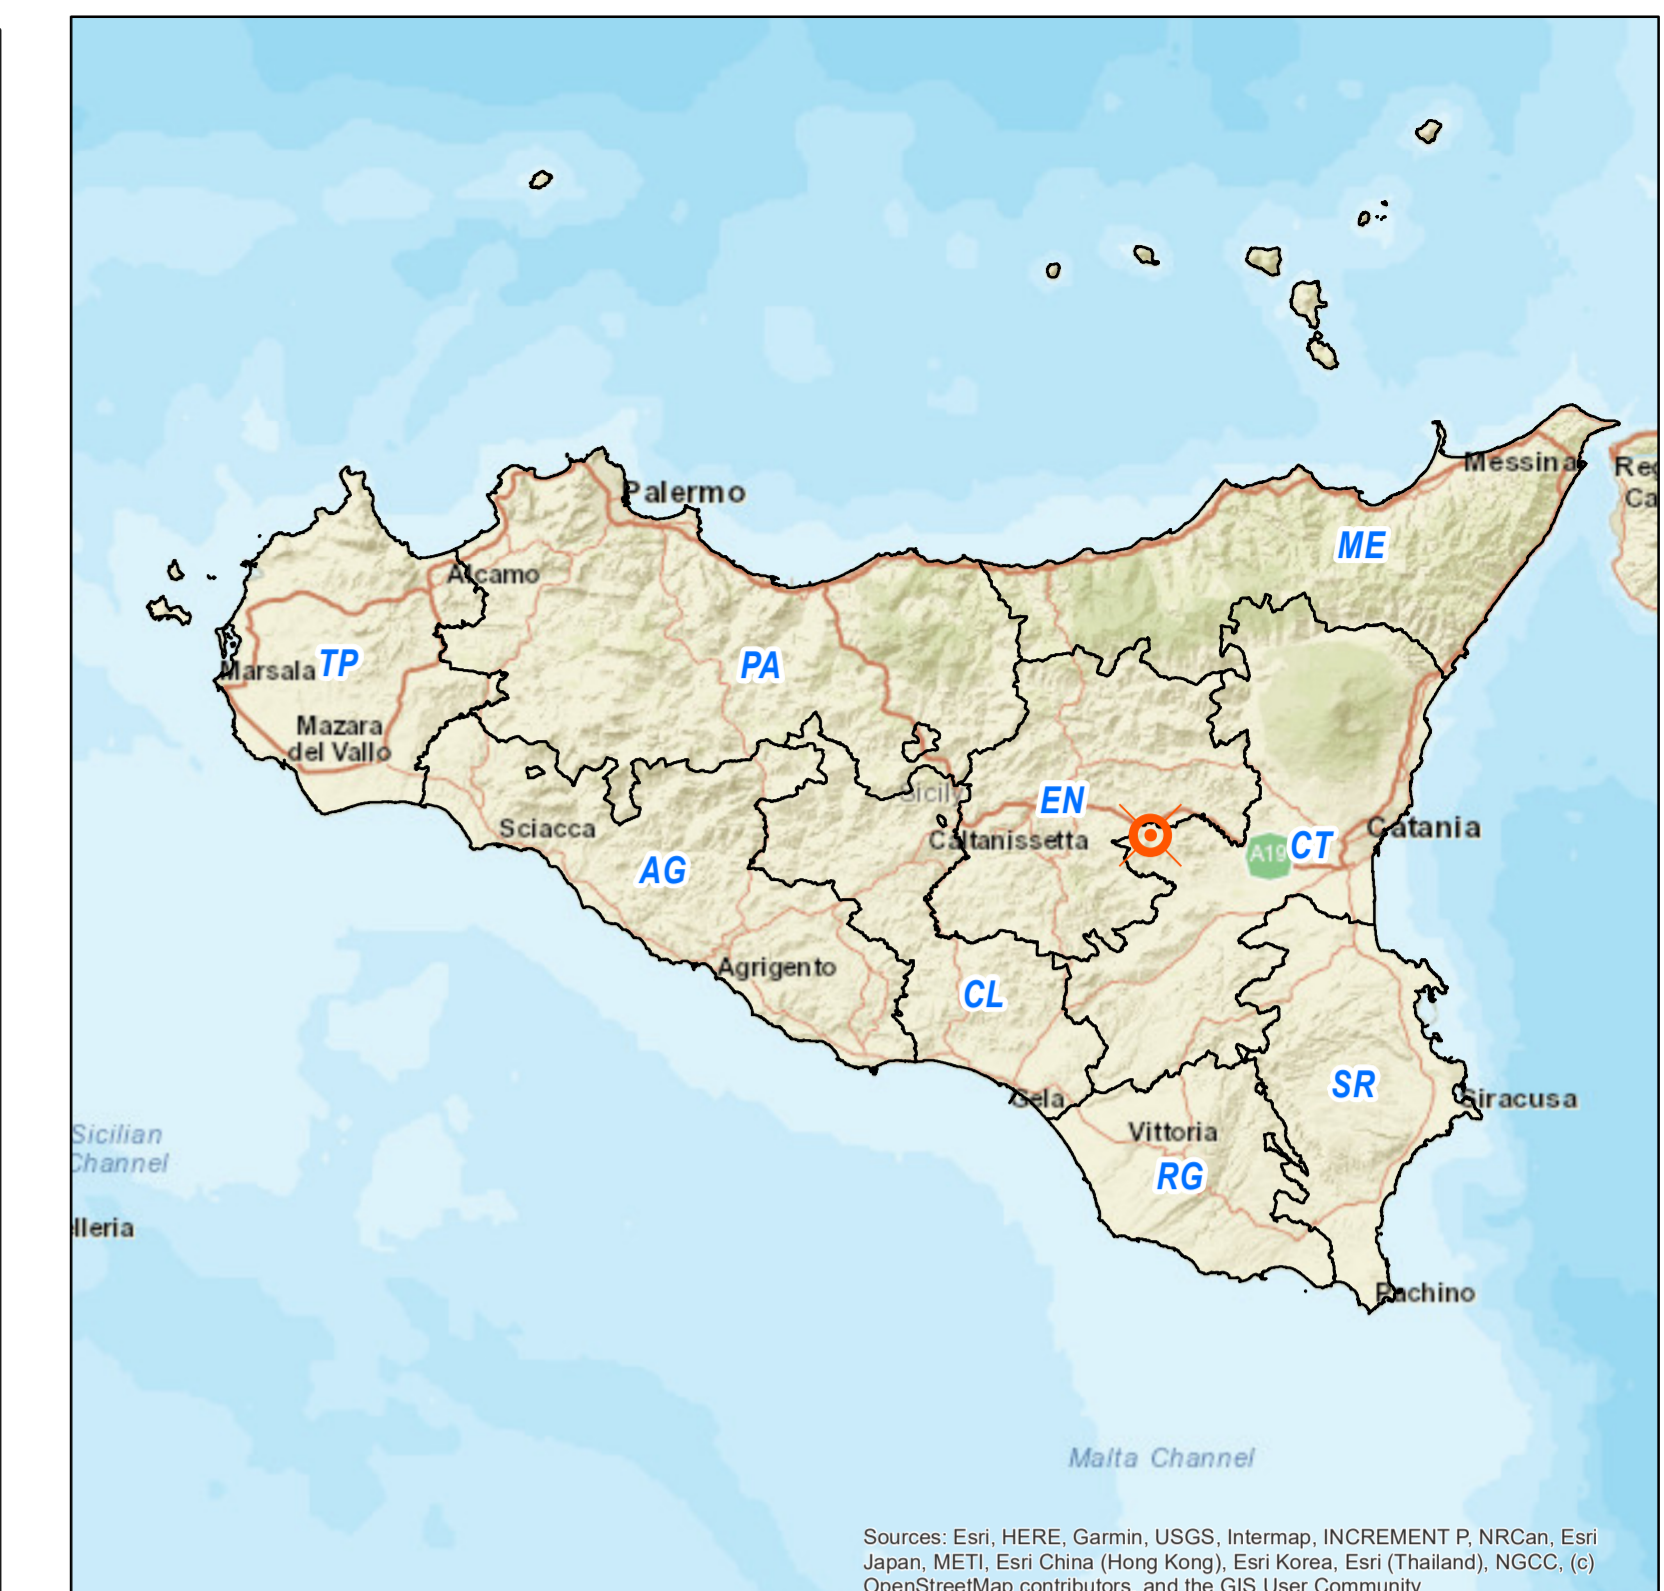 Messina
Reg
Ca
Palermo
ME
Alcamo
Marsala
TP
PA
Mazara
del Vallo
Sicily
EN
Sciacca
Caltanissetta
A19
CT
Catania
AG
Agrigento
CL
SR
Gela
Siracusa
Vittoria
Sicilian
Channel
RG
lleria
Pachino
Malta Channel
Sources: Esri, HERE, Garmin, USGS, Intermap, INCREMENT P, NRCan, Esri
Japan, METI, Esri China (Hong Kong), Esri Korea, Esri (Thailand), NGCC, (c)
OpenStreetMap contributors, and the GIS User Community